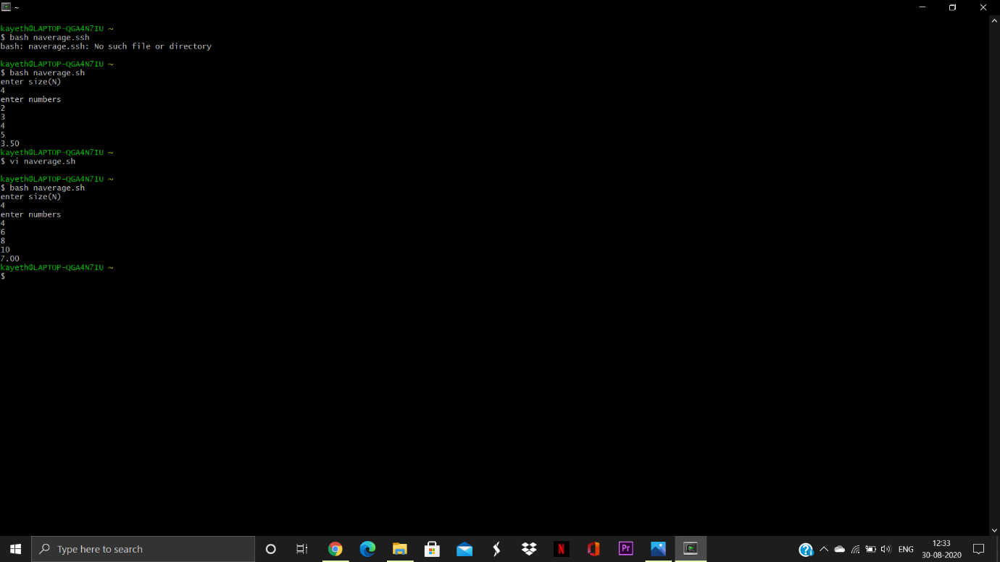 ~
kayeth@LAPTOP-QGA4N7IU ~
$ bash naverage.ssh
bash: naverage.ssh: No such file or directory
kayeth@LAPTOP-QGA4N7IU ~
$ bash naverage.sh
enter size(N)
4
enter numbers
2
3
4
5
3.50
kayeth@LAPTOP-QGA4N7IU ~
$ vi naverage.sh
kayeth@LAPTOP-QGA4N7IU ~
$ bash naverage.sh
enter size(N)
4
enter numbers
4
6
8
10
7.00
kayeth@LAPTOP-QGA4N7IU ~
$
Type here to search
N
Pr
ENG
12:33
30-08-2020